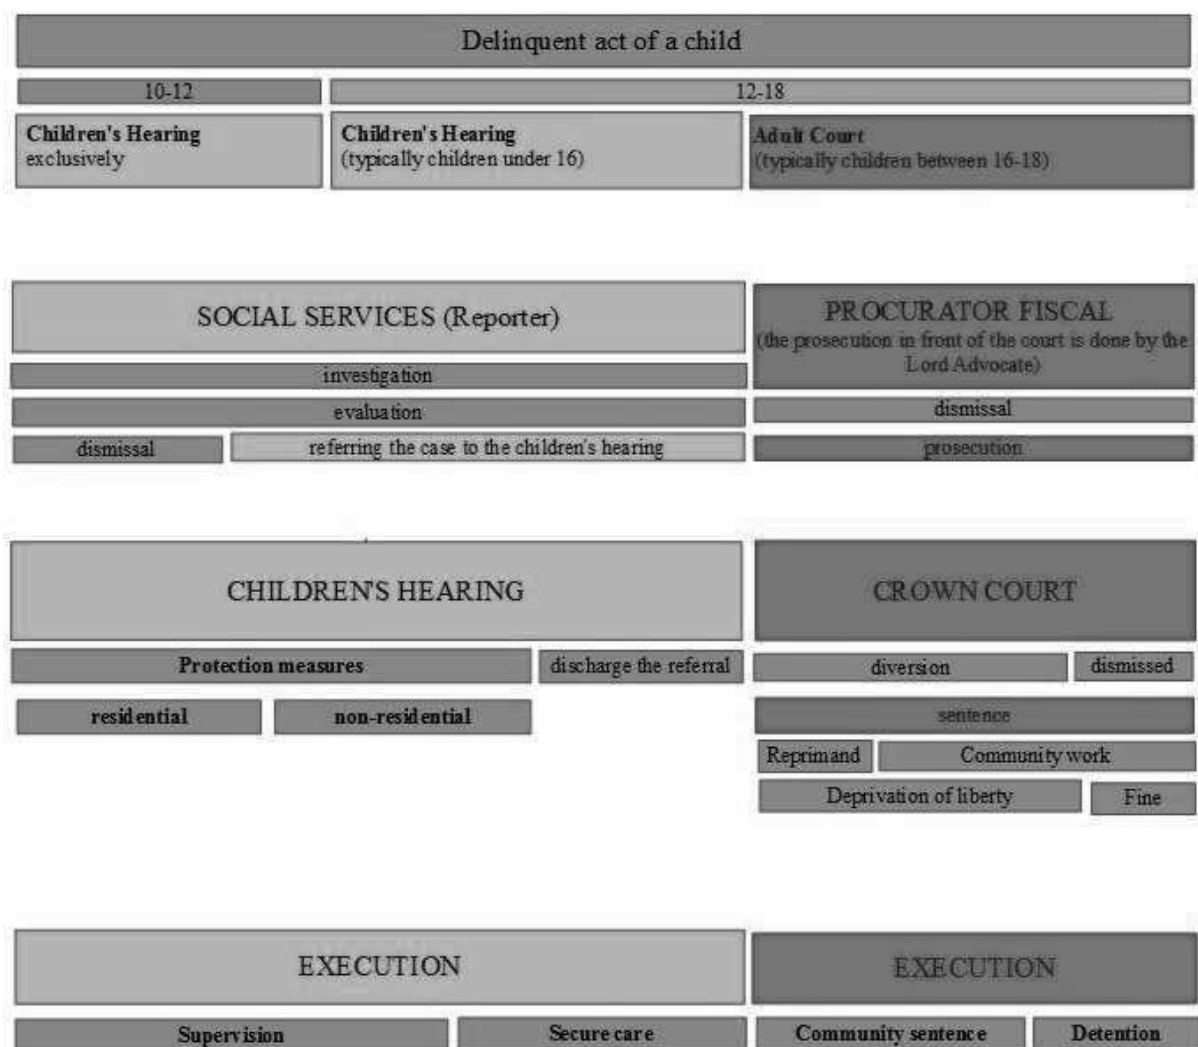 Delinquent act of a child
10-12
12-18
Children's Hearing
exclusively
Children's Hearing
(typically children under 16)
Adult Court
(typically children between 16-18)
SOCIAL SERVICES (Reporter)
investigation
evaluation
dismissal
referring the case to the children's hearing
PROCURATOR FISCAL
(the prosecution in front of the court is done by the
Lord Advocate)
dismissal
prosecution
CHILDREN'S HEARING
Protection measures
discharge the referral
residential
non-residential
CROWN COURT
diversion
dismissed
sentence
Reprimand
Community work
Deprivation of liberty
Fine
EXECUTION
Supervision
Secure care
EXECUTION
Community sentence
Detention